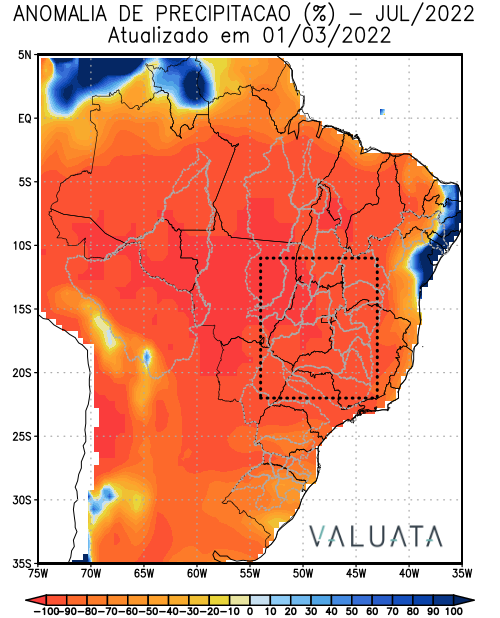 ANOMALIA DE PRECIPITACAO (%) – JUL/2022
Atualizado em 01/03/2022
5N
EQ
5S
10S
15S
20S
25S
30S
35S
VALUATA
75W 70W 65W 60W 55W 50W 45W 40W 35W
-100 -90 -80 -70 -60 -50 -40 -30 -20 -10 0 10 20 30 40 50 60 70 80 90 100